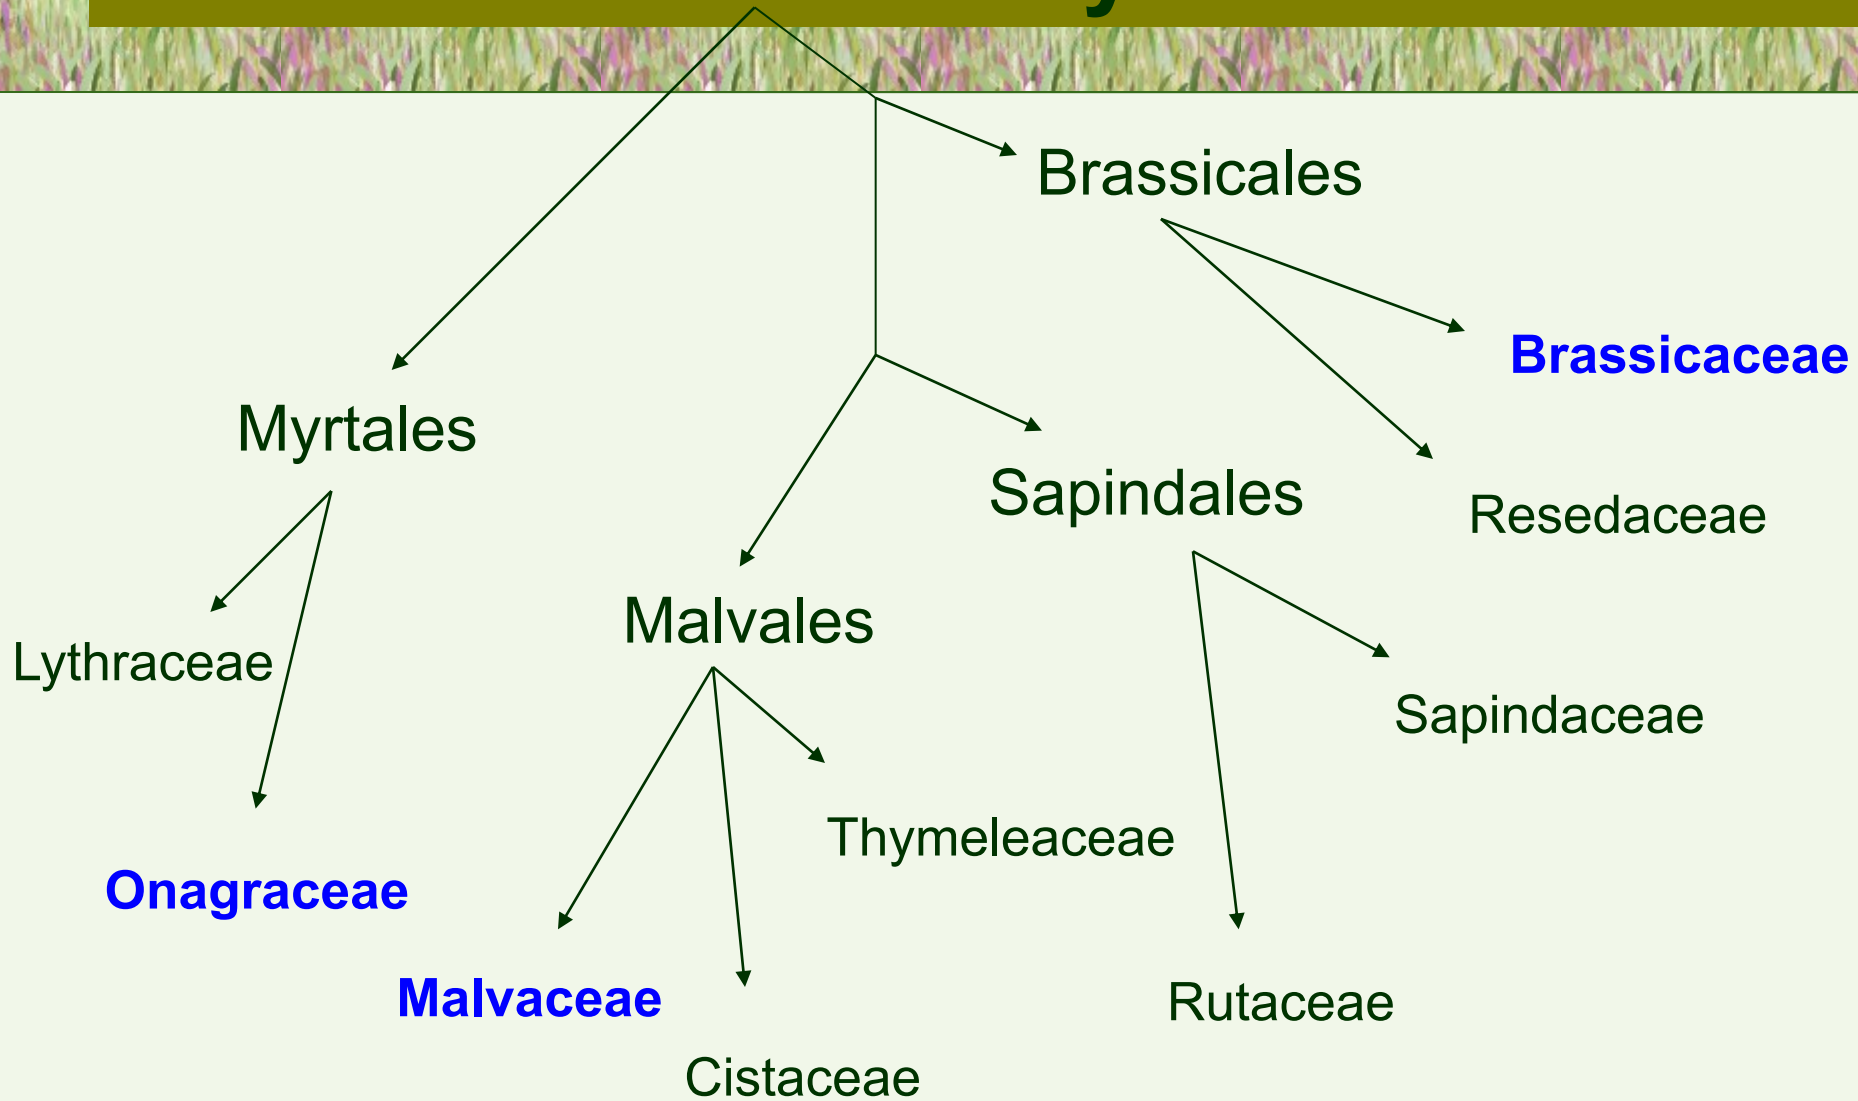 Brassicales
Brassicaceae
Myrtales
Sapindales
Resedaceae
Malvales
Lythraceae
Sapindaceae
Thymeleaceae
Onagraceae
Malvaceae
Rutaceae
Cistaceae